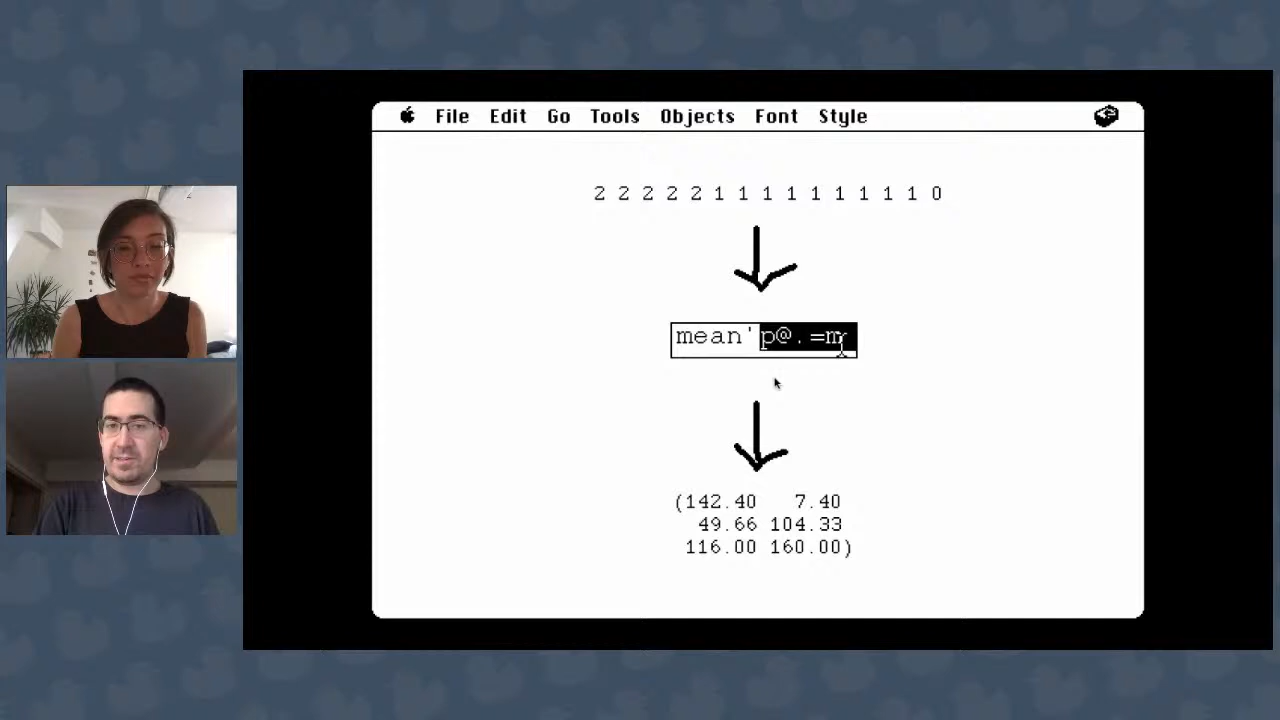 File Edit Go Tools Objects Font Style
2 2 2 2 2 1 1 1 1 1 1 1 1 1 0
mean'p@.=m
(142.40 7.40
49.66 104.33
116.00 160.00)